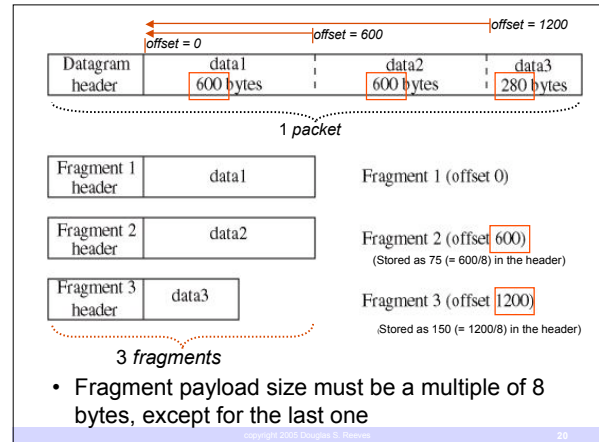 offset = 1200
offset = 600
offset = 0
Datagram header
data1
600 bytes
data2
600 bytes
data3
280 bytes
1 packet
Fragment 1 header
data1
Fragment 1 (offset 0)
Fragment 2 header
data2
Fragment 2 (offset 600)
(Stored as 75 (= 600/8) in the header)
Fragment 3 header
data3
Fragment 3 (offset 1200)
(Stored as 150 (= 1200/8) in the header)
3 fragments
• Fragment payload size must be a multiple of 8
bytes, except for the last one
copyright 2005 Douglas S. Reeves
20